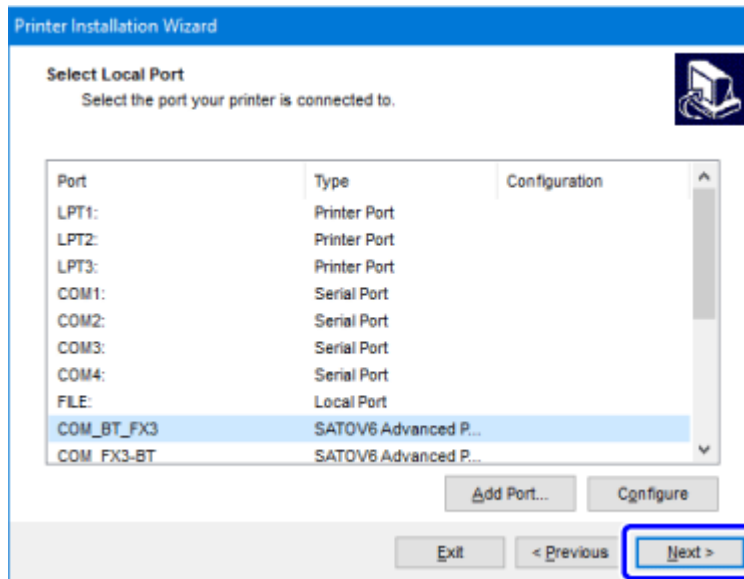 Printer Installation Wizard
Select Local Port
Select the port your printer is connected to.
Port Type Configuration
LPT1: Printer Port
LPT2: Printer Port
LPT3: Printer Port
COM1: Serial Port
COM2: Serial Port
COM3: Serial Port
COM4: Serial Port
FILE: Local Port
COM_BT_FX3 SATOV6 Advanced P...
COM_FX3-BT SATOV6 Advanced P...
Add Port... Configure
Exit < Previous Next >